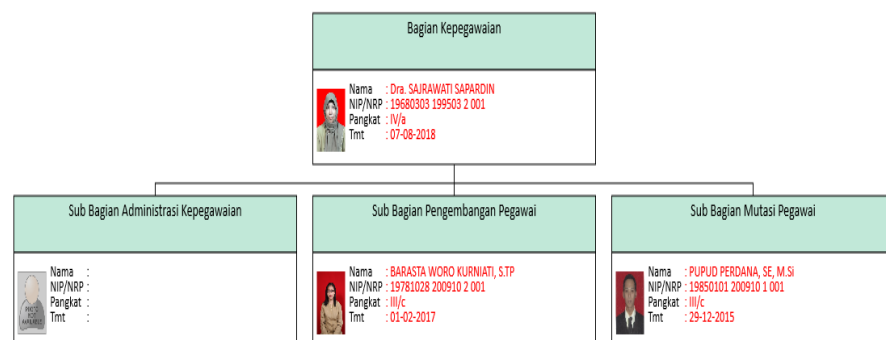 Bagian Kepegawaian
Nama : Dra. SAJRAWATI SAPARDIN
NIP/NRP : 19680303 199503 2 001
Pangkat : IV/a
Tmt : 07-08-2018
Sub Bagian Administrasi Kepegawaian
Nama :
NIP/NRP :
Pangkat :
Tmt :
PHOTO
NOT
AVAILABLE
Sub Bagian Pengembangan Pegawai
Nama : BARASTA WORO KURNIATI, S.TP
NIP/NRP : 19781028 200910 2 001
Pangkat : III/c
Tmt : 01-02-2017
Sub Bagian Mutasi Pegawai
Nama : PUPUD PERDANA, SE, M.Si
NIP/NRP : 19850101 200910 1 001
Pangkat : III/c
Tmt : 29-12-2015